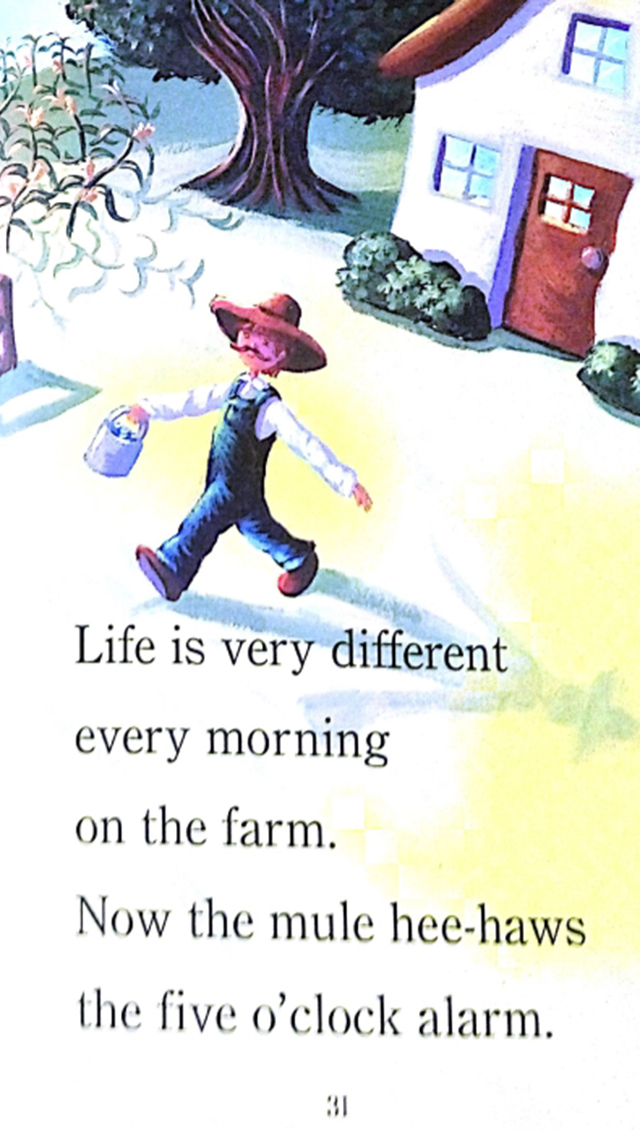 Life is very different
every morning
on the farm.
Now the mule hee-haws
the five o'clock alarm.
31